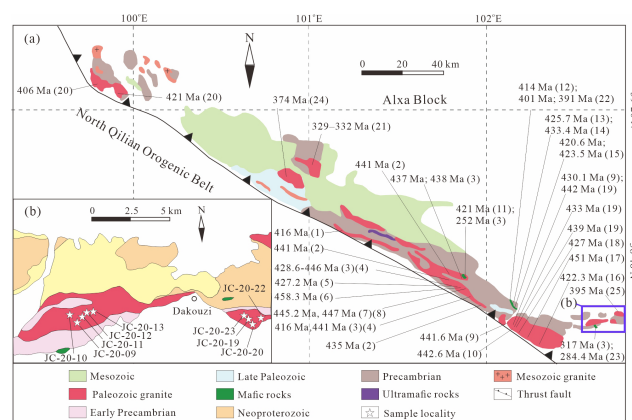 100°E
101°E
102°E
(a)
N
0 20 40 km
Alxa Block
North Qilian Orogenic Belt
406 Ma (20)
421 Ma (20)
374 Ma (24)
329–332 Ma (21)
441 Ma (2)
437 Ma; 438 Ma (3)
421 Ma (11);
252 Ma (3)
414 Ma (12);
401 Ma; 391 Ma (22)
425.7 Ma (13);
433.4 Ma (14)
420.6 Ma;
423.5 Ma (15)
430.1 Ma (9);
442 Ma (19)
433 Ma (19)
439 Ma (19)
427 Ma (18)
451 Ma (17)
422.3 Ma (16)
395 Ma (25)
(b)
416 Ma (1)
441 Ma (2)
428.6-446 Ma (3)(4)
427.2 Ma (5)
458.3 Ma (6)
445.2 Ma, 447 Ma (7)(8)
416 Ma, 441 Ma (3)(4)
435 Ma (2)
441.6 Ma (9)
442.6 Ma (10)
317 Ma (3);
284.4 Ma (23)
(b)
0 2.5 5 km
N
Dakouzi
JC-20-22
JC-20-13
JC-20-12
JC-20-11
JC-20-09
JC-20-10
JC-20-23
JC-20-19
JC-20-20
Mesozoic
Late Paleozoic
Precambrian
Mesozoic granite
Paleozoic granite
Mafic rocks
Ultramafic rocks
Thrust fault
Early Precambrian
Neoproterozoic
Sample locality